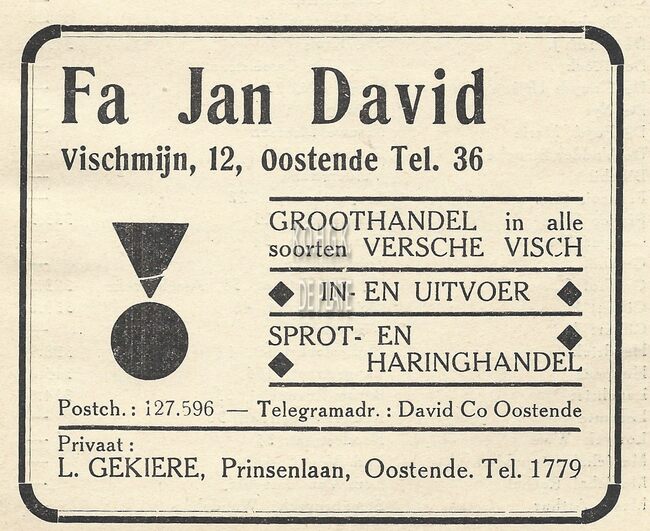 Fa Jan David
Vischmijn, 12, Oostende Tel. 36
GROOTHANDEL in alle
soorten VERSCHE VISCH
IN- EN UITVOER
SPROT- EN
HARINGHANDEL
Postch.: 127.596 — Telegramadr.: David Co Oostende
Privaat:
L. GEKIERE, Prinsenlaan, Oostende. Tel. 1779